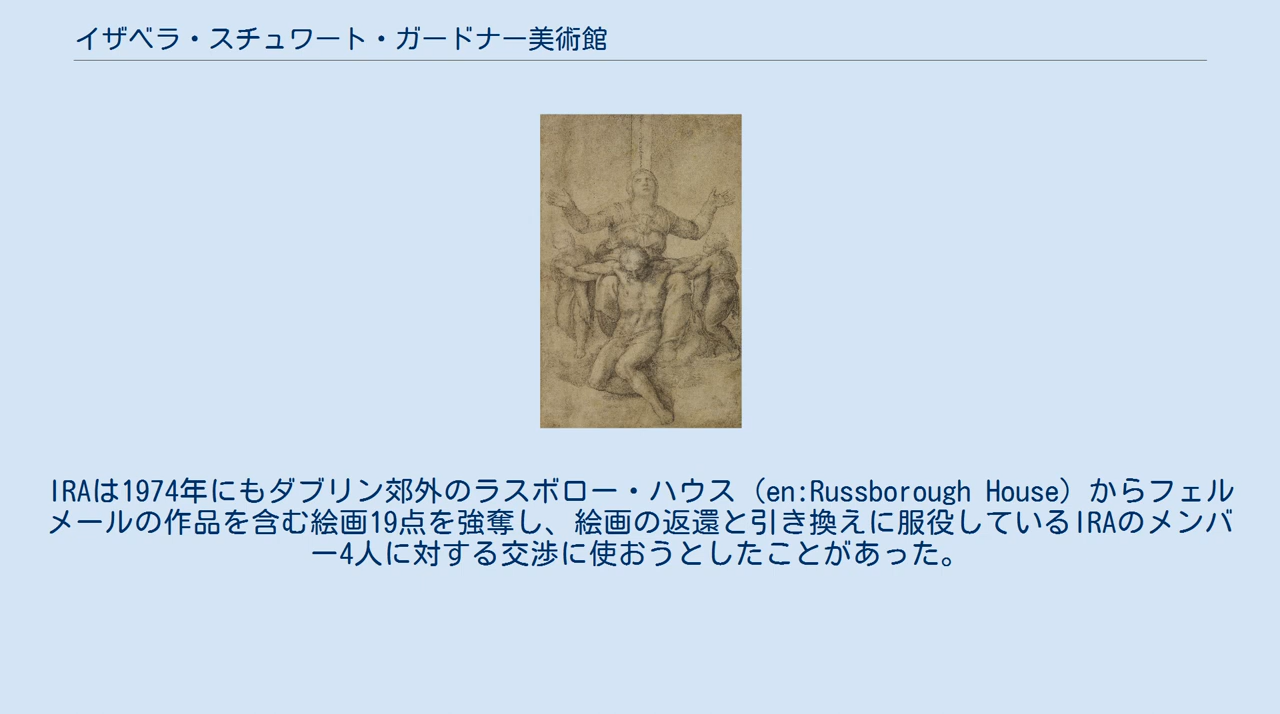 イザベラ・スチュワート・ガードナー美術館
IRAは1974年にもダブリン郊外のラスボロー・ハウス（en:Russborough House）からフェル
メールの作品を含む絵画19点を強奪し、絵画の返還と引き換えに服役しているIRAのメンバ
ー4人に対する交渉に使おうとしたことがあった。